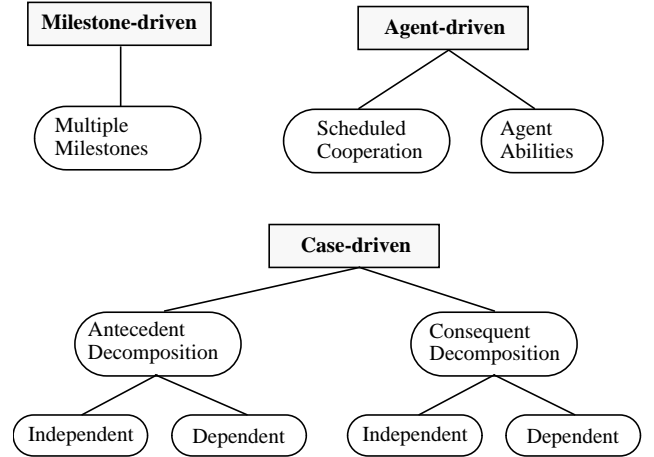 Milestone-driven
Agent-driven
Multiple
Milestones
Scheduled
Cooperation
Agent
Abilities
Case-driven
Antecedent
Decomposition
Consequent
Decomposition
Independent
Dependent
Independent
Dependent